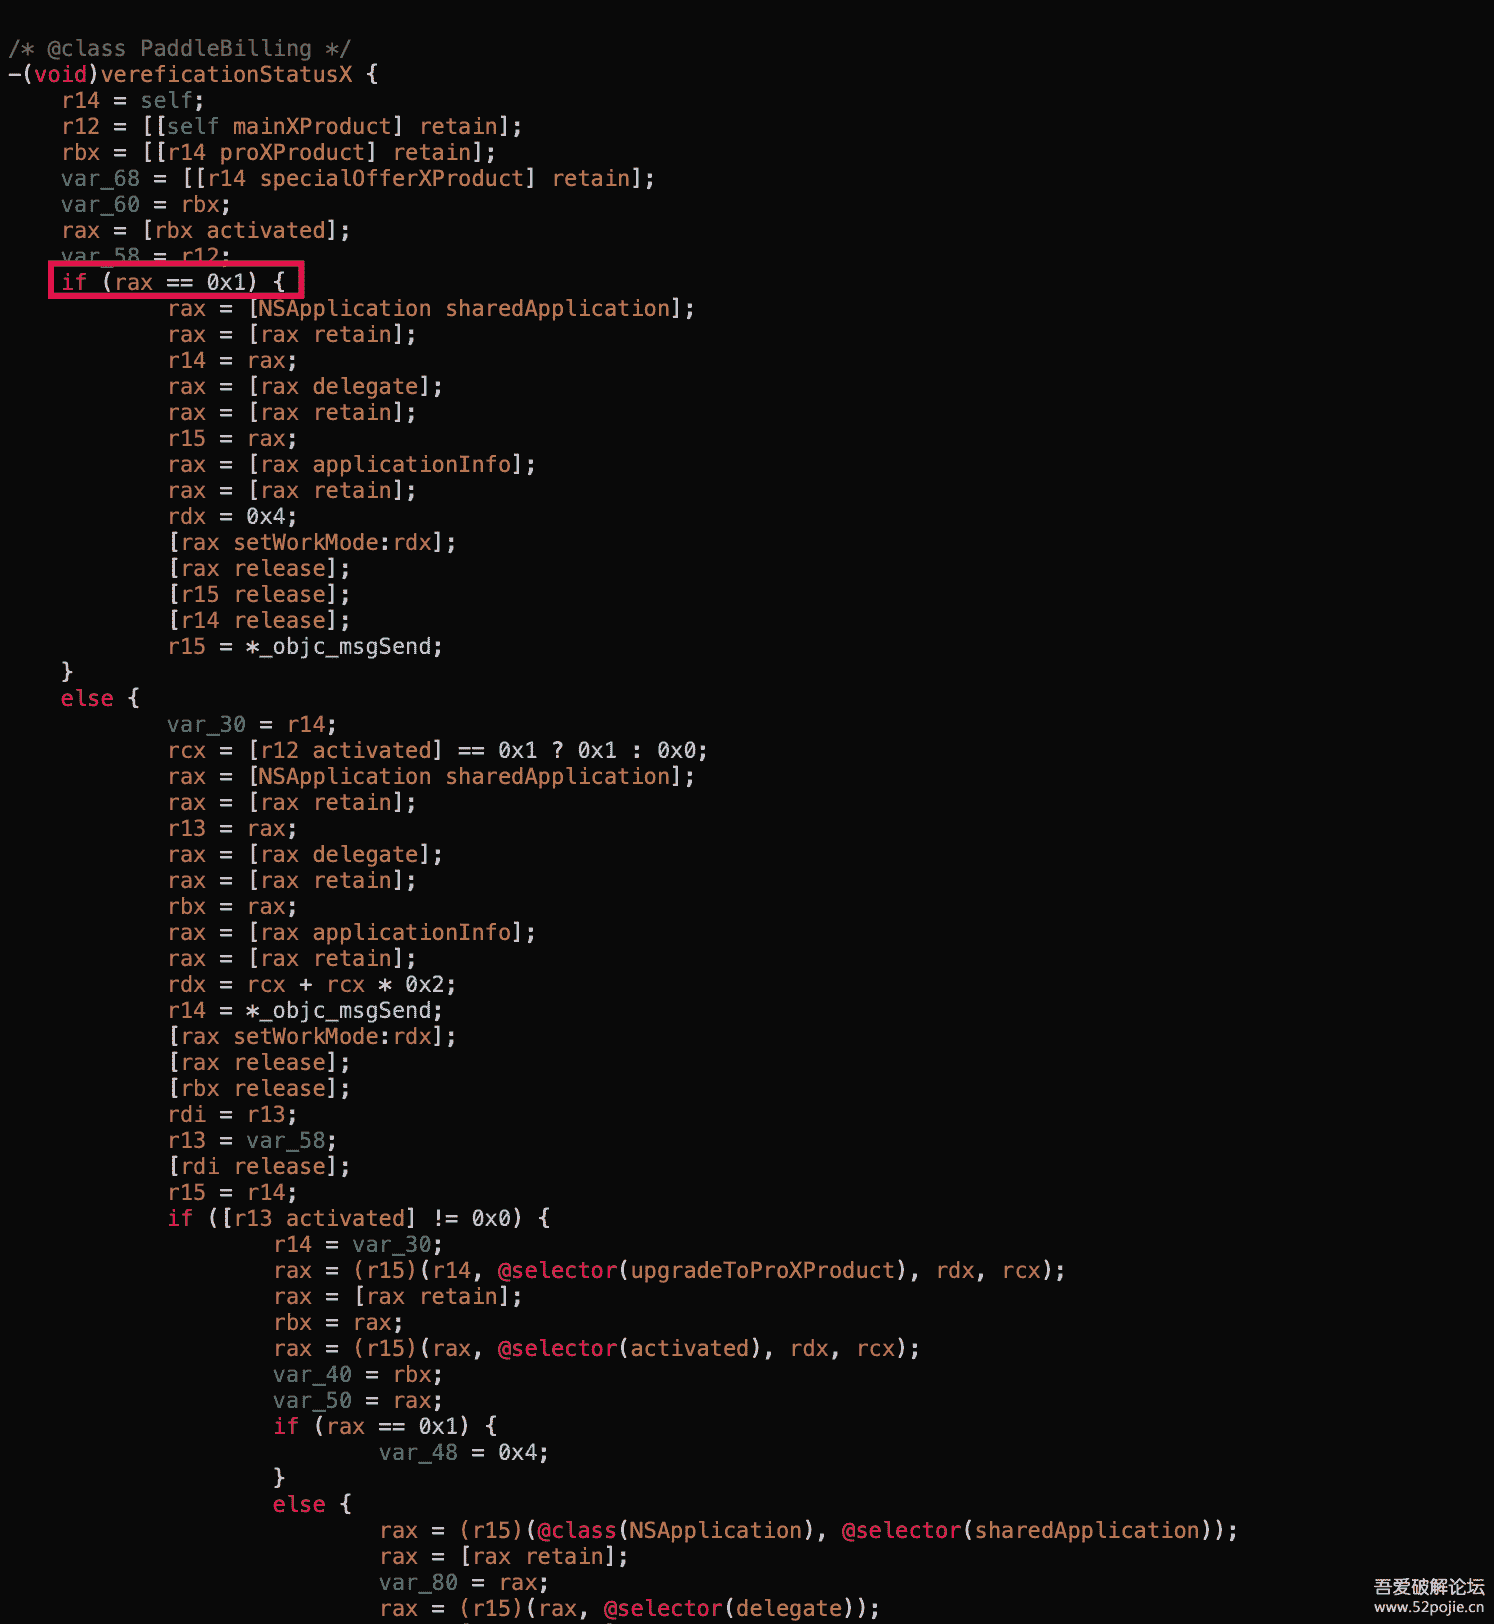 /* @class PaddleBilling */
-(void)vereficationStatusX {
    r14 = self;
    r12 = [[self mainXProduct] retain];
    rbx = [[r14 proXProduct] retain];
    var_68 = [[r14 specialOfferXProduct] retain];
    var_60 = rbx;
    rax = [rbx activated];
    var_58 = r12;
    if (rax == 0x1) {
            rax = [NSApplication sharedApplication];
            rax = [rax retain];
            r14 = rax;
            rax = [rax delegate];
            rax = [rax retain];
            r15 = rax;
            rax = [rax applicationInfo];
            rax = [rax retain];
            rdx = 0x4;
            [rax setWorkMode:rdx];
            [rax release];
            [r15 release];
            [r14 release];
            r15 = *_objc_msgSend;
    }
    else {
            var_30 = r14;
            rcx = [r12 activated] == 0x1 ? 0x1 : 0x0;
            rax = [NSApplication sharedApplication];
            rax = [rax retain];
            r13 = rax;
            rax = [rax delegate];
            rax = [rax retain];
            rbx = rax;
            rax = [rax applicationInfo];
            rax = [rax retain];
            rdx = rcx + rcx * 0x2;
            r14 = *_objc_msgSend;
            [rax setWorkMode:rdx];
            [rax release];
            [rbx release];
            rdi = r13;
            r13 = var_58;
            [rdi release];
            r15 = r14;
            if ([r13 activated] != 0x0) {
                    r14 = var_30;
                    rax = (r15)(r14, @selector(upgradeToProXProduct), rdx, rcx);
                    rax = [rax retain];
                    rbx = rax;
                    rax = (r15)(rax, @selector(activated), rdx, rcx);
                    var_40 = rbx;
                    var_50 = rax;
                    if (rax == 0x1) {
                            var_48 = 0x4;
                    }
                    else {
                            rax = (r15)(@class(NSApplication), @selector(sharedApplication));
                            rax = [rax retain];
                            var_80 = rax;
                            rax = (r15)(rax, @selector(delegate));
吾爱破解论坛
www.52pojie.cn